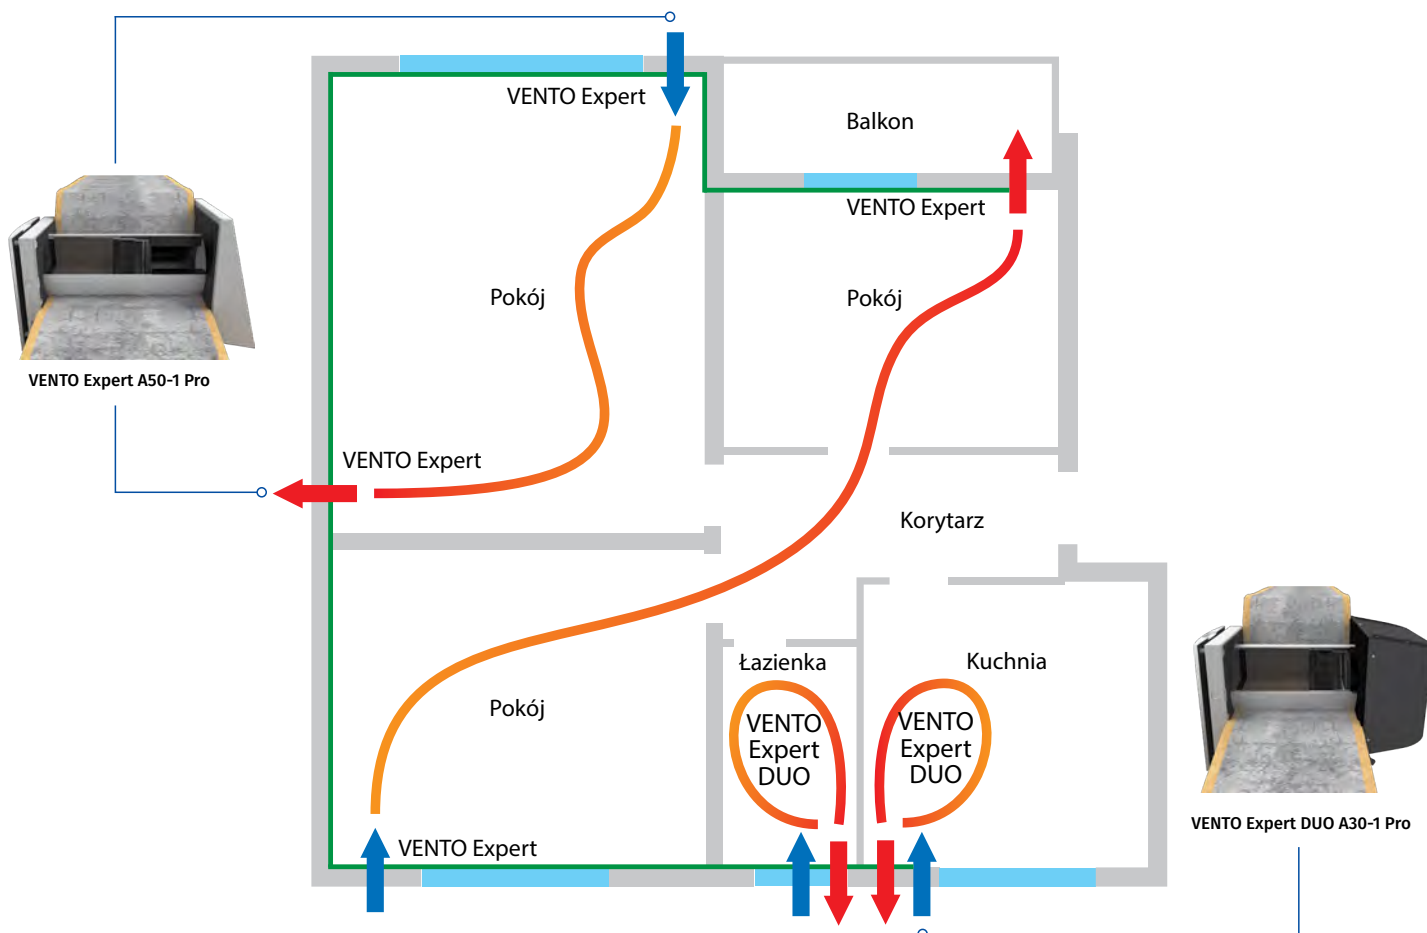 VENTO Expert
Balkon
VENTO Expert
Pokój
Pokój
VENTO Expert A50-1 Pro
VENTO Expert
Korytarz
Łazienka
Kuchnia
Pokój
VENTO
Expert
DUO
VENTO
Expert
DUO
VENTO Expert DUO A30-1 Pro
VENTO Expert